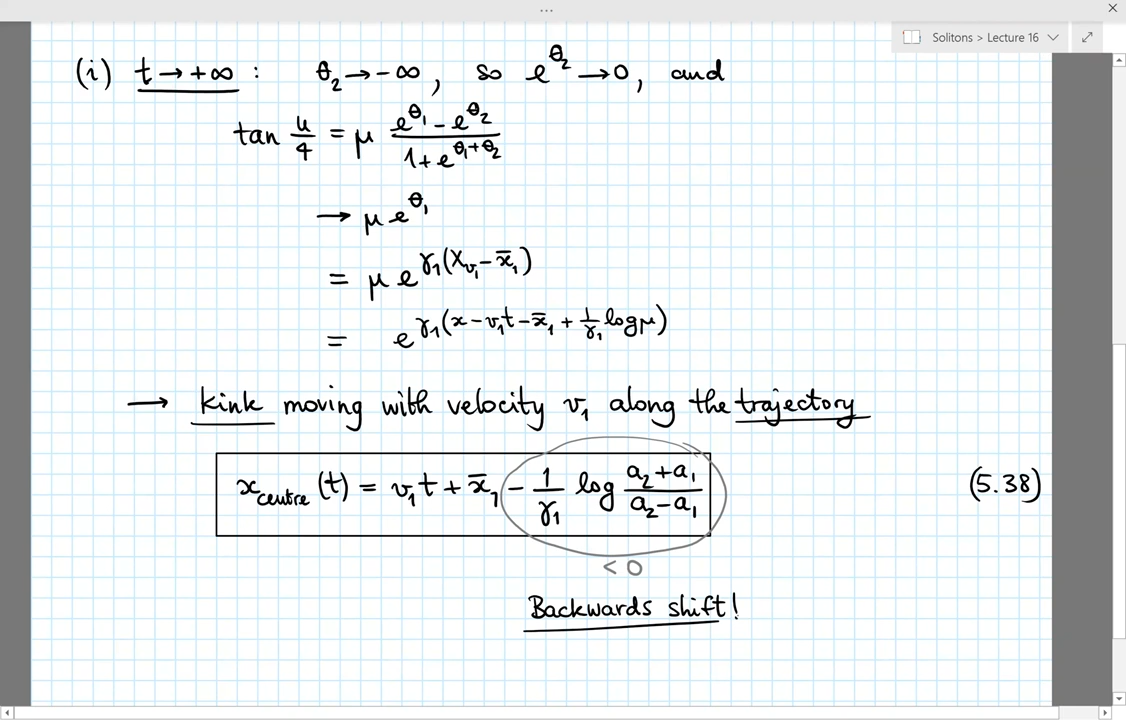 Solitons > Lecture 16
(i) t → +∞ : θ₂ → -∞, so e^θ₂ → 0, and
tan u/4 = μ (e^θ₁ - e^θ₂)/(1 + e^(θ₁+θ₂))
→ μ e^θ₁
= μ e^(γ₁(X_v₁ - x̄₁))
= e^(γ₁(x - v₁t - x̄₁ + 1/γ₁ log μ))
→ kink moving with velocity v₁ along the trajectory
x_centre (t) = v₁t + x̄₁ - 1/γ₁ log (a₂+a₁)/(a₂-a₁) (5.38)
< 0
Backwards shift!